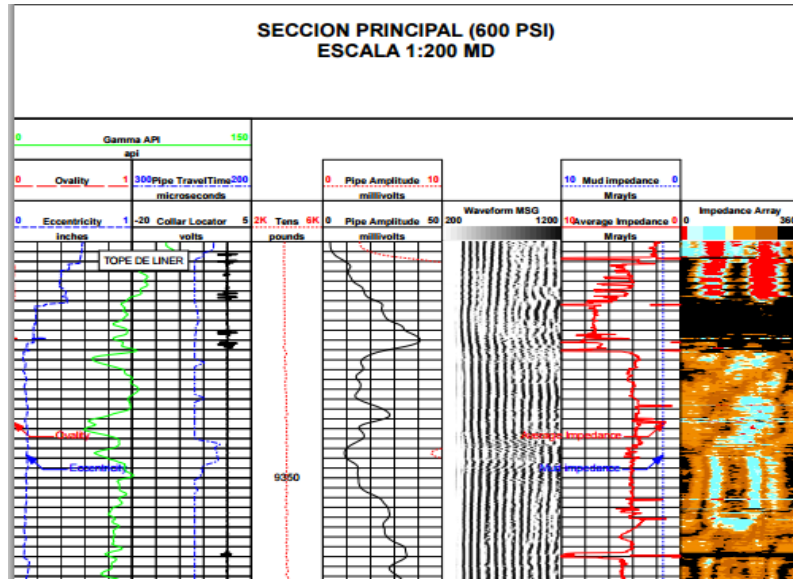 SECCION PRINCIPAL (600 PSI)
ESCALA 1:200 MD
0 Gamma API 150
api
0 Ovality 1 300 Pipe TravelTime 200 0 Pipe Amplitude 10 10 Mud impedance 0
microseconds millivolts Mrayls
0 Eccentricity 1 -20 Collar Locator 5 2K Tens 6K 0 Pipe Amplitude 50 200 Waveform MSG 1200 10 Average Impedance 0 0 Impedance Array 360
inches volts pounds millivolts Mrayls
TOPE DE LINER
Ovality Average Impedance
Eccentricity Mud impedance
9350